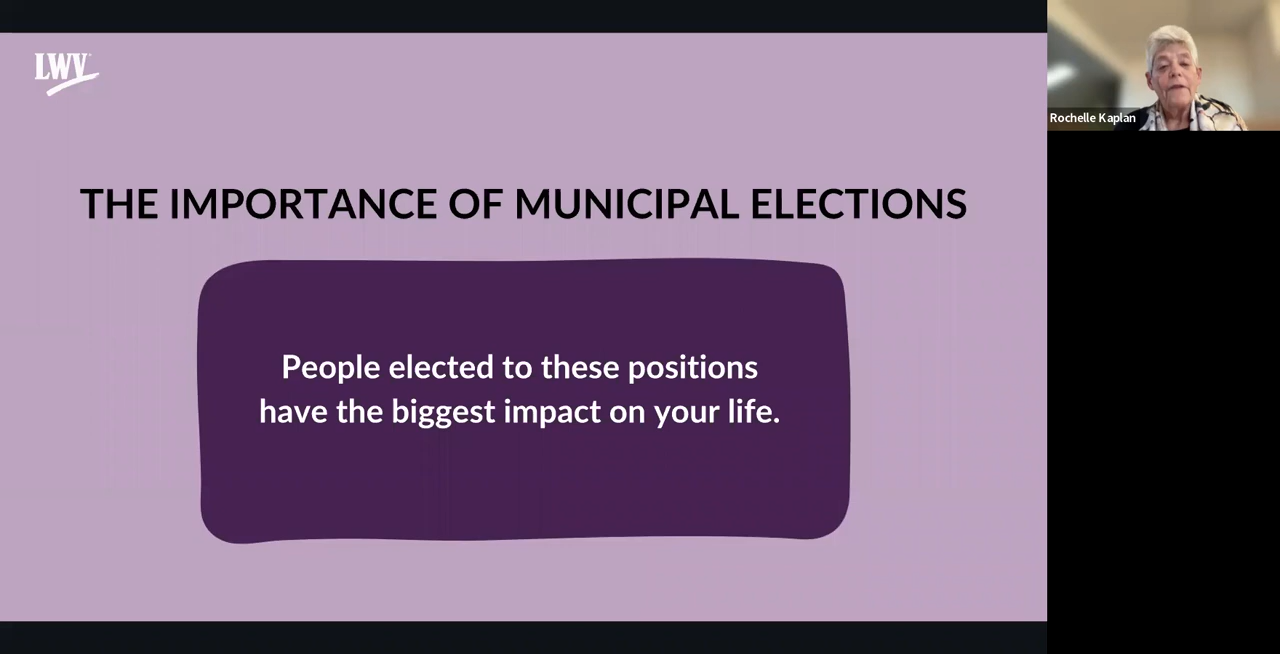 LWV
THE IMPORTANCE OF MUNICIPAL ELECTIONS
People elected to these positions
have the biggest impact on your life.
Rochelle Kaplan